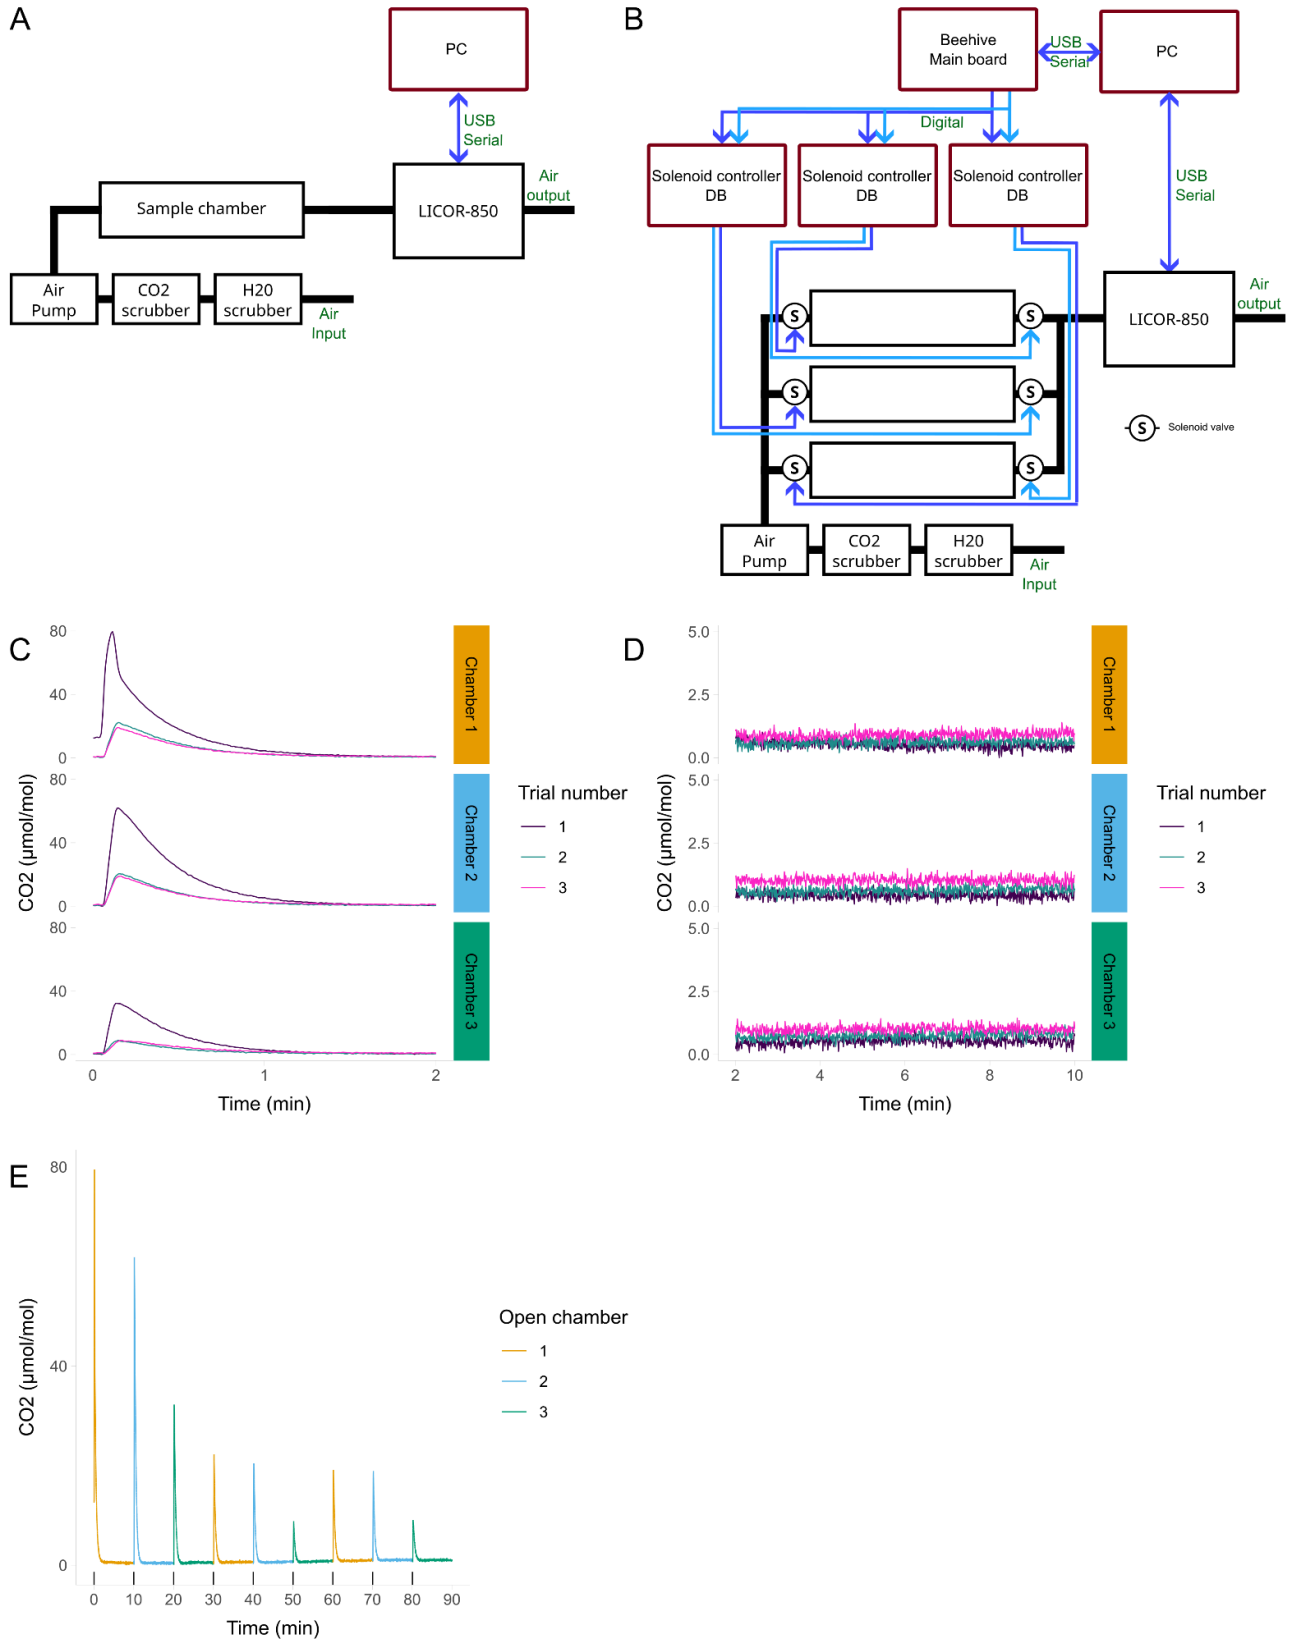 A
PC
USB
Serial
Air
output
Sample chamber
LICOR-850
Air
Pump
CO2
scrubber
H20
scrubber
Air
Input
B
Beehive
Main board
USB
Serial
PC
Digital
Solenoid controller
DB
Solenoid controller
DB
Solenoid controller
DB
USB
Serial
S
S
S
S
S
S
LICOR-850
Air
output
S
Solenoid valve
Air
Pump
CO2
scrubber
H20
scrubber
Air
Input
C
CO2 (μmol/mol)
80
40
0
Chamber 1
80
40
0
Chamber 2
80
40
0
Chamber 3
0
1
2
Time (min)
Trial number
1
2
3
D
CO2 (μmol/mol)
5.0
2.5
0.0
Chamber 1
5.0
2.5
0.0
Chamber 2
5.0
2.5
0.0
Chamber 3
2
4
6
8
10
Time (min)
Trial number
1
2
3
E
CO2 (μmol/mol)
80
40
0
0
10
20
30
40
50
60
70
80
90
Time (min)
Open chamber
1
2
3